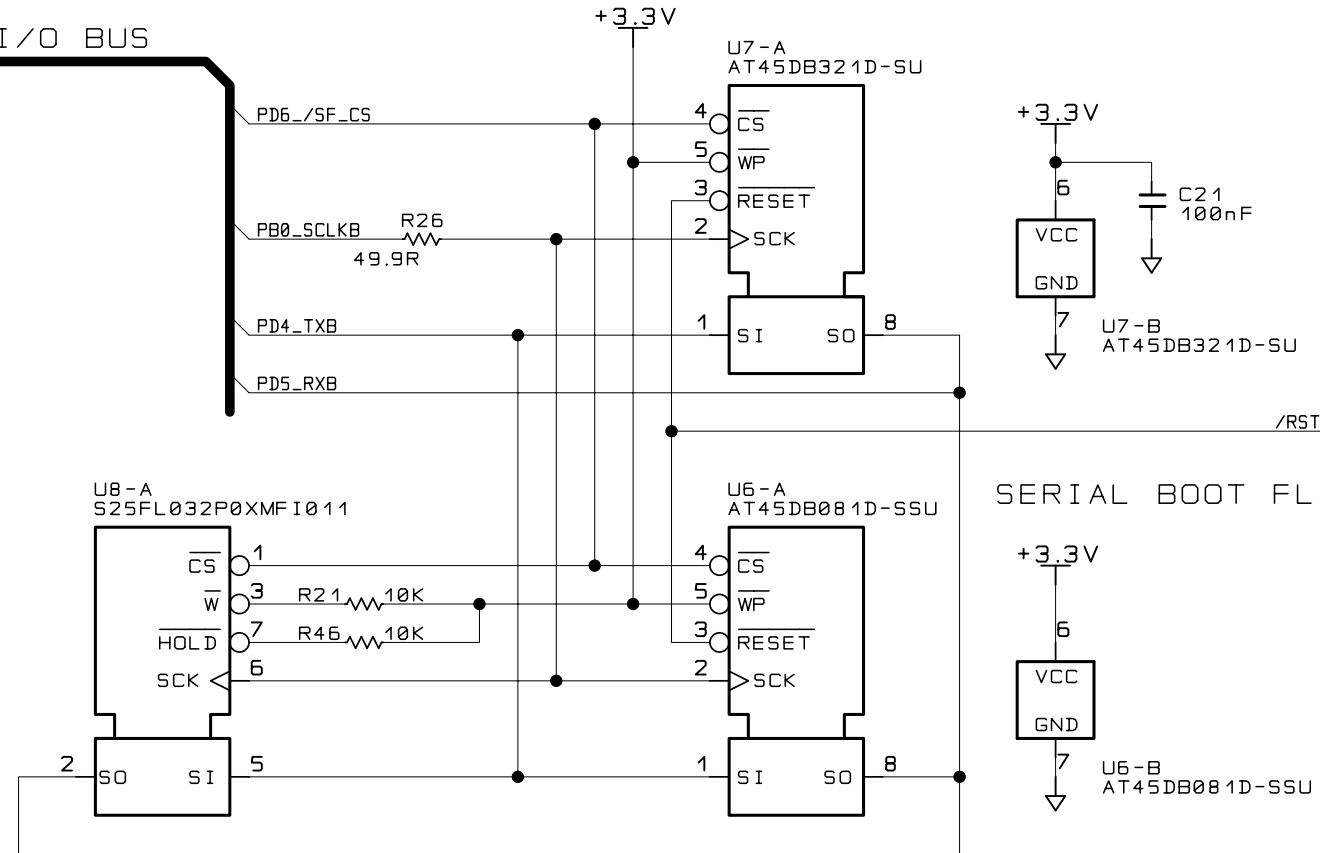 I/O BUS
+3.3V
U7-A
AT45DB321D-SU
PD6_/SF_CS
4 CS
5 WP
3 RESET
PB0_SCLKB
R26
49.9R
2 SCK
+3.3V
6
VCC
GND
7
C21
100nF
U7-B
AT45DB321D-SU
PD4_TXB
1 SI SO 8
PD5_RXB
/RST
U8-A
S25FL032P0XMFI011
CS 1
W 3 R21 10K
HOLD 7 R46 10K
SCK 6
2 SO SI 5
U6-A
AT45DB081D-SSU
4 CS
5 WP
3 RESET
2 SCK
1 SI SO 8
SERIAL BOOT FL
+3.3V
6
VCC
GND
7
U6-B
AT45DB081D-SSU